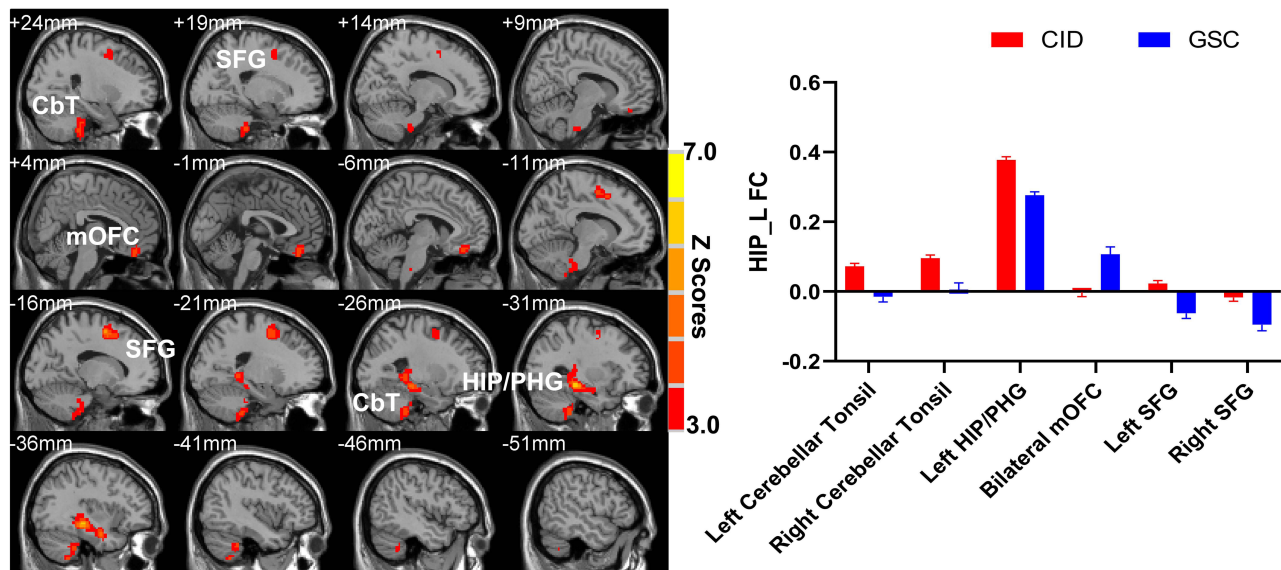 +24mm +19mm +14mm +9mm
SFG
CbT
+4mm -1mm -6mm -11mm
mOFC
-16mm -21mm -26mm -31mm
SFG
HIP/PHG
CbT
-36mm -41mm -46mm -51mm
7.0
Z Scores
3.0
CID GSC
HIP_L FC
0.6
0.4
0.2
0.0
-0.2
Left Cerebellar Tonsil
Right Cerebellar Tonsil
Left HIP/PHG
Bilateral mOFC
Left SFG
Right SFG